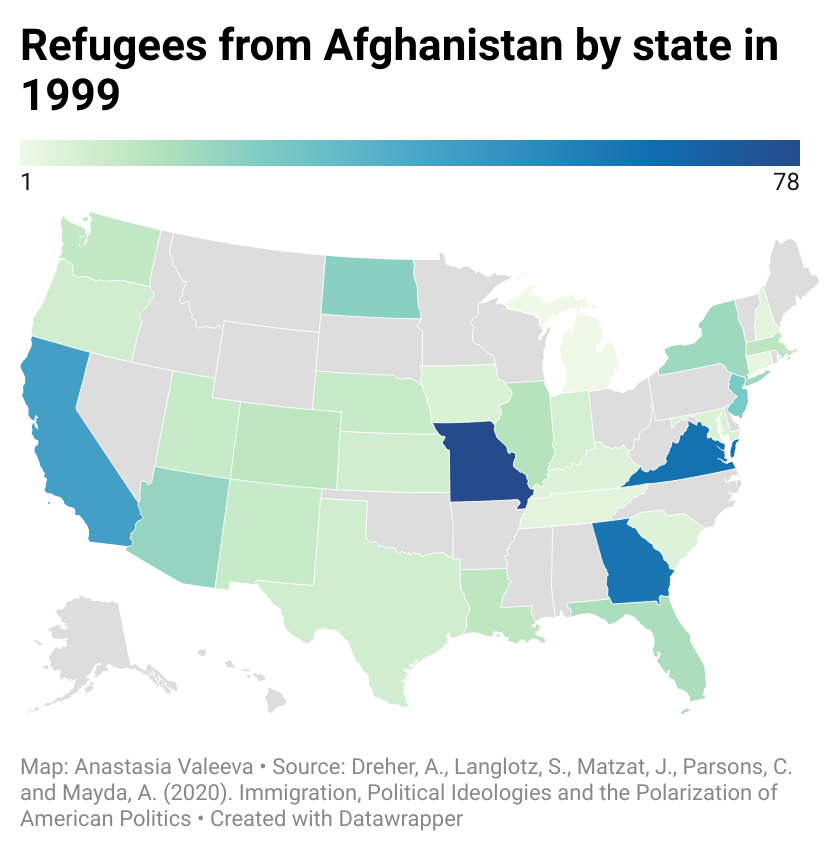 Refugees from Afghanistan by state in
1999
1 78
Map: Anastasia Valeeva • Source: Dreher, A., Langlotz, S., Matzat, J., Parsons, C.
and Mayda, A. (2020). Immigration, Political Ideologies and the Polarization of
American Politics • Created with Datawrapper